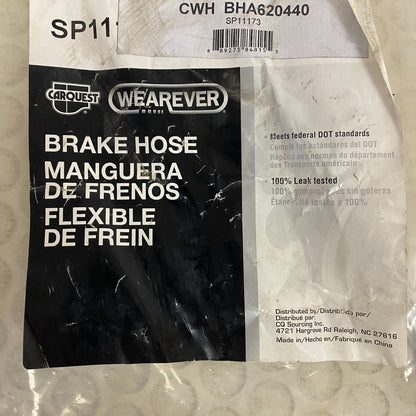 CWH BHA620440
SP11173
SP111
CARQUEST
WEAREVER
BRAKE HOSE
MANGUERA
DE FRENOS
FLEXIBLE
DE FREIN
• Meets federal DOT standards
Cumple los estándares del DOT
Répond aux normes du département
des Transports américain
• 100% Leak tested
100% comprobadas sin goteras
Étanchéité testée à 100%
Distributed by/Distribuida por/
Distribué par:
CQ Sourcing Inc.
4721 Hargrove Rd Raleigh, NC 27616
Made in/Hecho en/Fabriqué en China